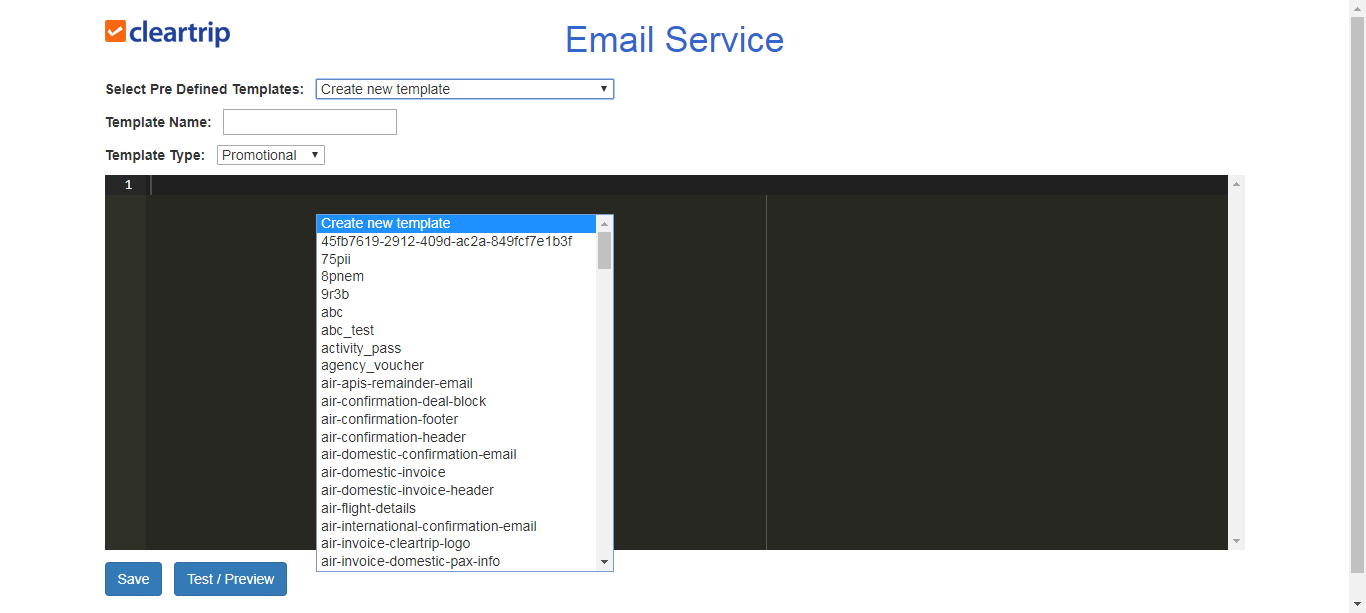 cleartrip
Email Service
Select Pre Defined Templates: Create new template
Template Name:
Template Type: Promotional
1
Create new template
45fb7619-2912-409d-ac2a-849fcf7e1b3f
75pii
8pnem
9r3b
abc
abc_test
activity_pass
agency_voucher
air-apis-remainder-email
air-confirmation-deal-block
air-confirmation-footer
air-confirmation-header
air-domestic-confirmation-email
air-domestic-invoice
air-domestic-invoice-header
air-flight-details
air-international-confirmation-email
air-invoice-cleartrip-logo
air-invoice-domestic-pax-info
Save Test / Preview